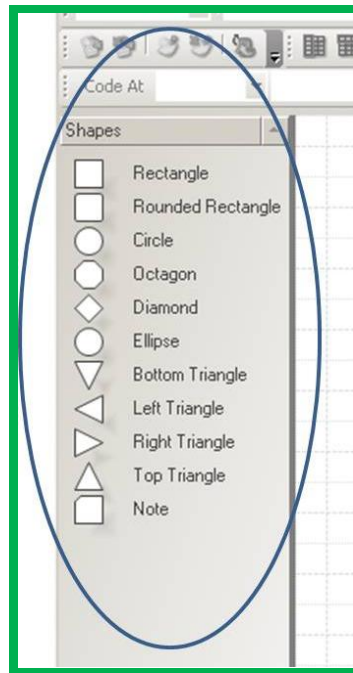 Code At
Shapes
Rectangle
Rounded Rectangle
Circle
Octagon
Diamond
Ellipse
Bottom Triangle
Left Triangle
Right Triangle
Top Triangle
Note